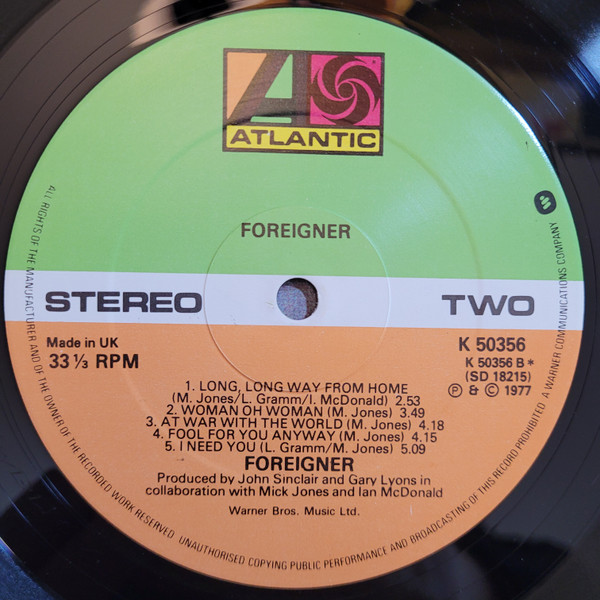 ATLANTIC
FOREIGNER
STEREO
TWO
Made in UK
33 ⅓ RPM
K 50356
K 50356 B*
(SD 18215)
Ⓟ & © 1977
1. LONG, LONG WAY FROM HOME
(M. Jones/L. Gramm/I. McDonald) 2.53
2. WOMAN OH WOMAN (M. Jones) 3.49
3. AT WAR WITH THE WORLD (M. Jones) 4.18
4. FOOL FOR YOU ANYWAY (M. Jones) 4.15
5. I NEED YOU (L. Gramm/M. Jones) 5.09
FOREIGNER
Produced by John Sinclair and Gary Lyons in
collaboration with Mick Jones and Ian McDonald
Warner Bros. Music Ltd.
ALL RIGHTS OF THE MANUFACTURER AND OF THE OWNER OF THE RECORDED WORK RESERVED. UNAUTHORISED COPYING PUBLIC PERFORMANCE AND BROADCASTING OF THIS RECORD PROHIBITED. A WARNER COMMUNICATIONS COMPANY